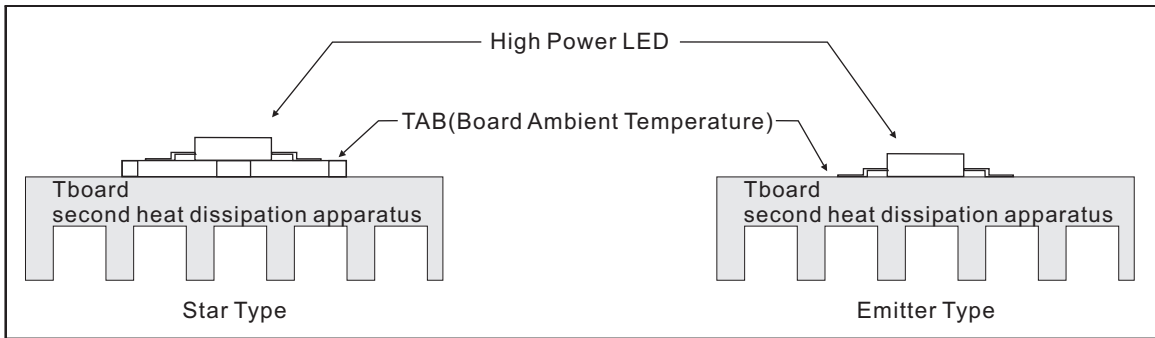 High Power LED
TAB(Board Ambient Temperature)
Tboard
second heat dissipation apparatus
Tboard
second heat dissipation apparatus
Star Type
Emitter Type